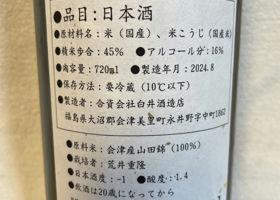 ●品目：日本酒
●原材料名：米（国産）、米こうじ（国産米）
●精米歩合：45％ ●アルコール分：16％
●内容量：720ml ●製造年月：2024.8
●保存方法：要冷蔵（10℃以下）
●製造者：合資会社白井酒造店
福島県大沼郡会津美里町永井野字中町1862
●原料米：会津産山田錦（100％）
●栽培者：荒井重隆
●日本酒度：-1 ●酸度：1.4
飲酒は20歳になってから